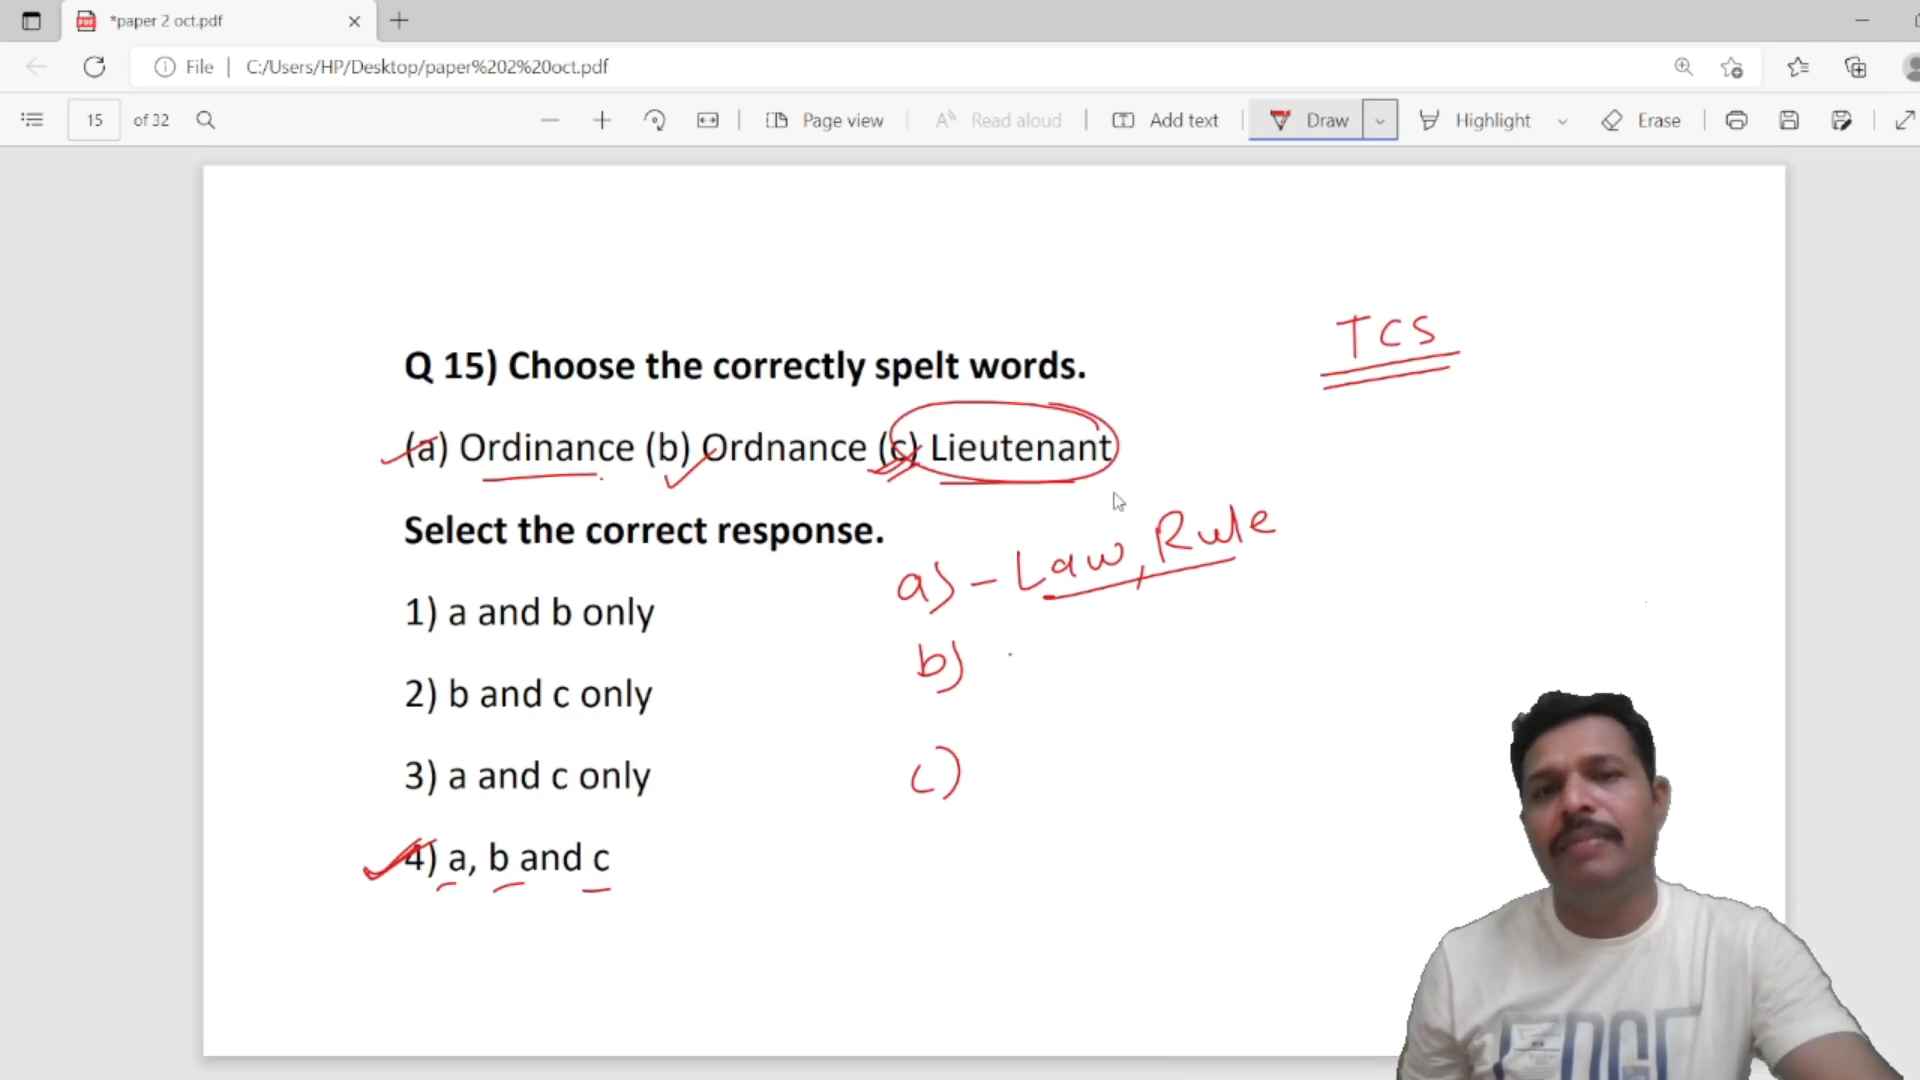 *paper 2 oct.pdf
File | C:/Users/HP/Desktop/paper%202%20oct.pdf
15 of 32 Page view Read aloud Add text Draw Highlight Erase
TCS
Q 15) Choose the correctly spelt words.
(a) Ordinance (b) Ordnance (c) Lieutenant
Select the correct response.
a) - Law, Rule
1) a and b only
b)
2) b and c only
3) a and c only
c)
4) a, b and c